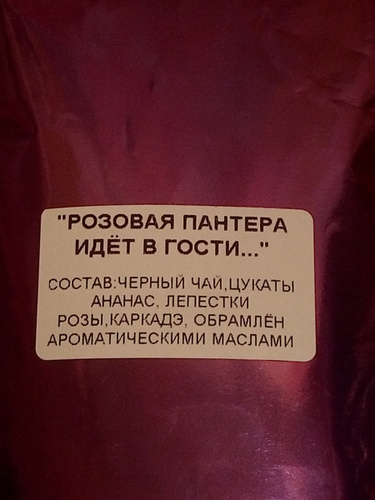 "РОЗОВАЯ ПАНТЕРА
ИДЁТ В ГОСТИ..."
СОСТАВ:ЧЕРНЫЙ ЧАЙ,ЦУКАТЫ
АНАНАС, ЛЕПЕСТКИ
РОЗЫ,КАРКАДЭ, ОБРАМЛЁН
АРОМАТИЧЕСКИМИ МАСЛАМИ